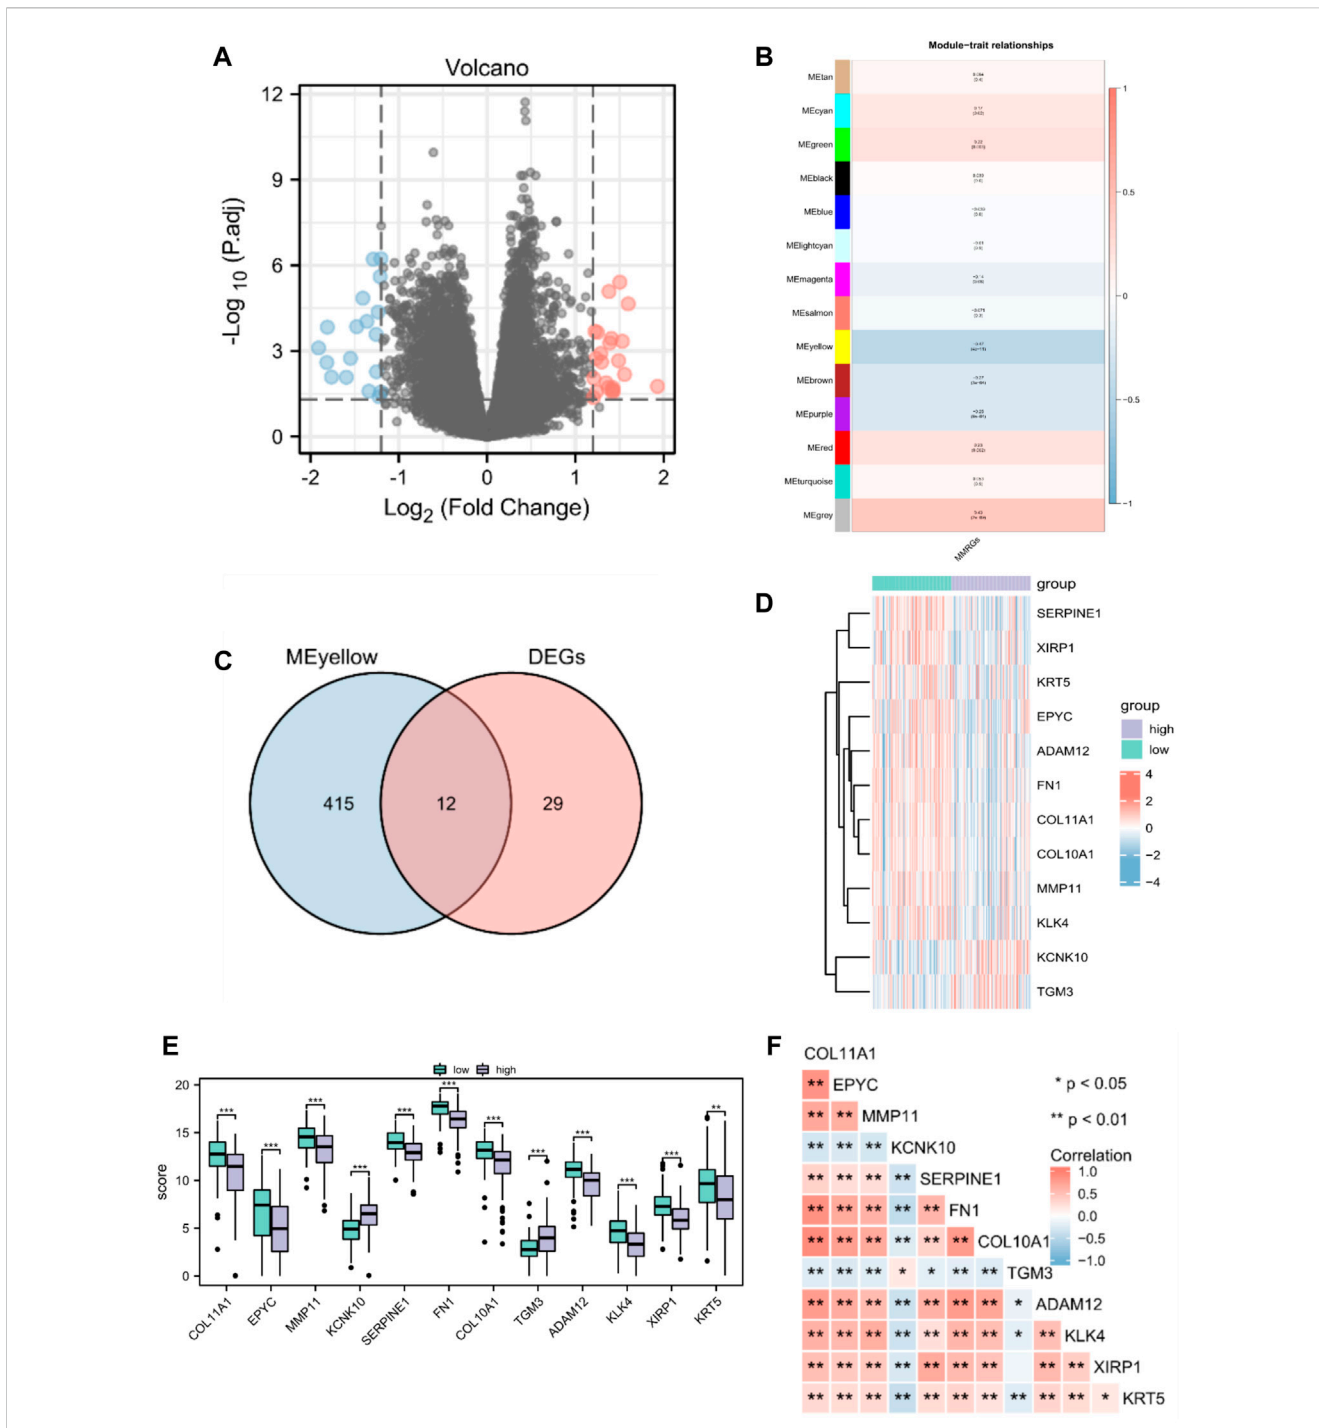 A
Volcano
12
9
6
3
0
-Log 10 (P.adj)
-2 -1 0 1 2
Log2 (Fold Change)
B
Module-trait relationships
MEtan
MEcyan
MEgreen
MEblack
MEblue
MElightcyan
MEmagenta
MEsalmon
MEyellow
MEbrown
MEpurple
MEred
MEturquoise
MEgrey
1
0.5
0
-0.5
-1
MMRGs
C
MEyellow DEGs
415 12 29
D
group
SERPINE1
XIRP1
KRT5
EPYC
ADAM12
FN1
COL11A1
COL10A1
MMP11
KLK4
KCNK10
TGM3
group
high
low
4
2
0
-2
-4
E
low high
20
15
10
5
0
score
*** *** *** *** *** *** *** *** *** *** *** **
COL11A1 EPYC MMP11 KCNK10 SERPINE1 FN1 COL10A1 TGM3 ADAM12 KLK4 XIRP1 KRT5
F
COL11A1
** EPYC
** ** MMP11
** ** ** KCNK10
** ** ** ** SERPINE1
** ** ** ** ** FN1
** ** ** ** ** ** COL10A1
** ** ** * * ** ** TGM3
** ** ** ** ** ** ** * ADAM12
** ** ** ** ** ** ** * ** KLK4
** ** ** ** ** ** ** ** ** XIRP1
** ** ** ** ** ** ** ** ** ** * KRT5
* p < 0.05
** p < 0.01
Correlation
1.0
0.5
0.0
-0.5
-1.0